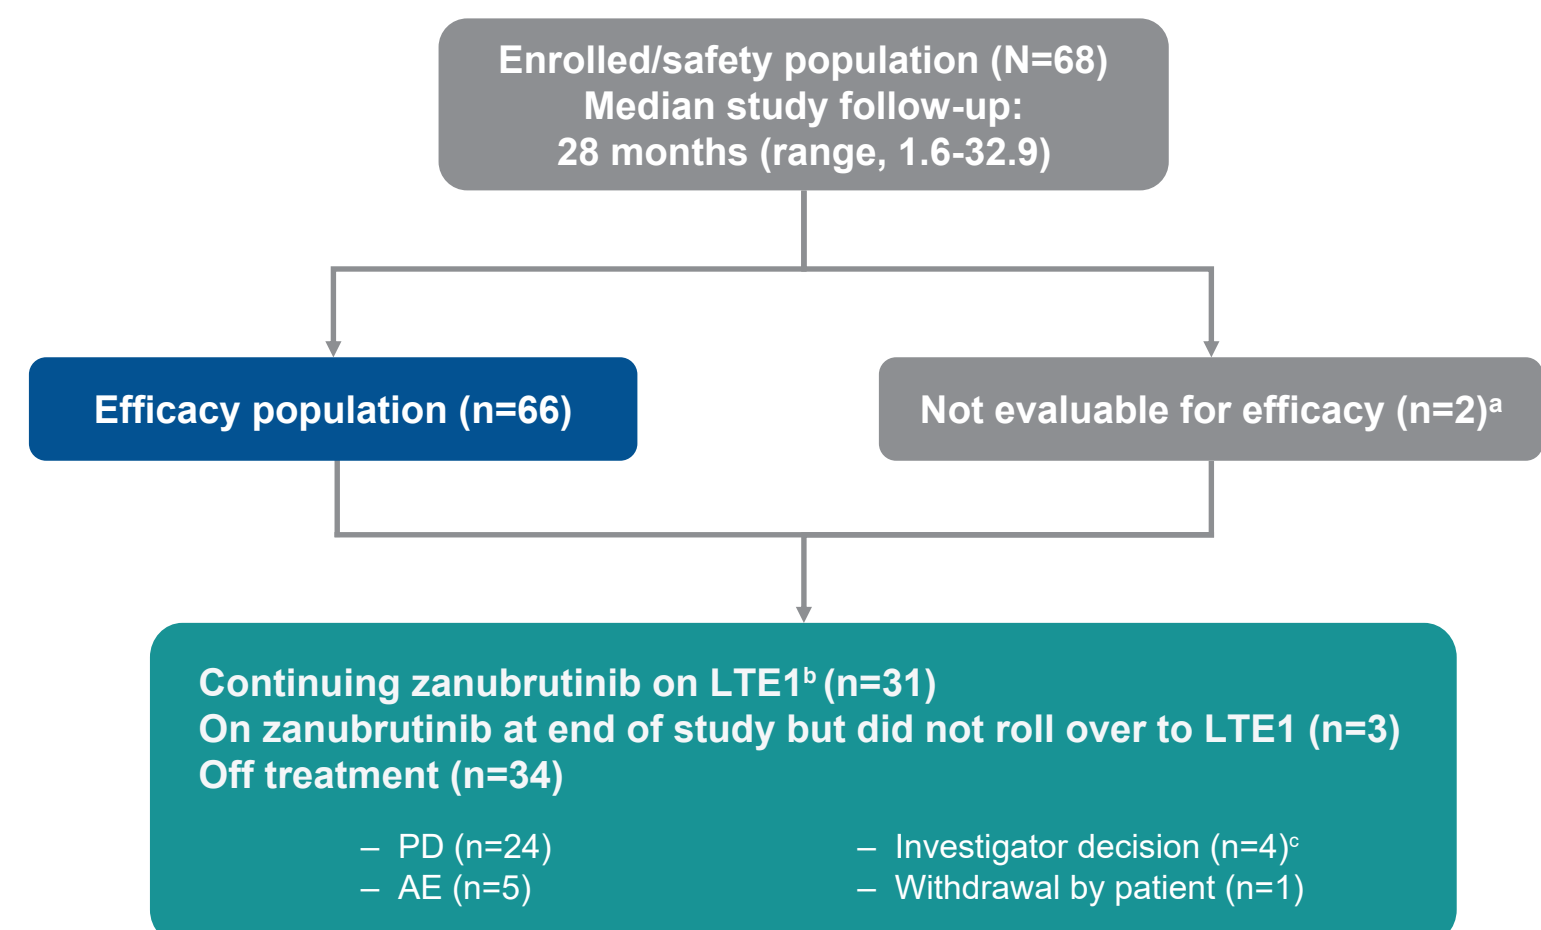 Enrolled/safety population (N=68)
Median study follow-up:
28 months (range, 1.6-32.9)
Efficacy population (n=66)
Not evaluable for efficacy (n=2)ᵃ
Continuing zanubrutinib on LTE1ᵇ (n=31)
On zanubrutinib at end of study but did not roll over to LTE1 (n=3)
Off treatment (n=34)
– PD (n=24)
– AE (n=5)
– Investigator decision (n=4)ᶜ
– Withdrawal by patient (n=1)